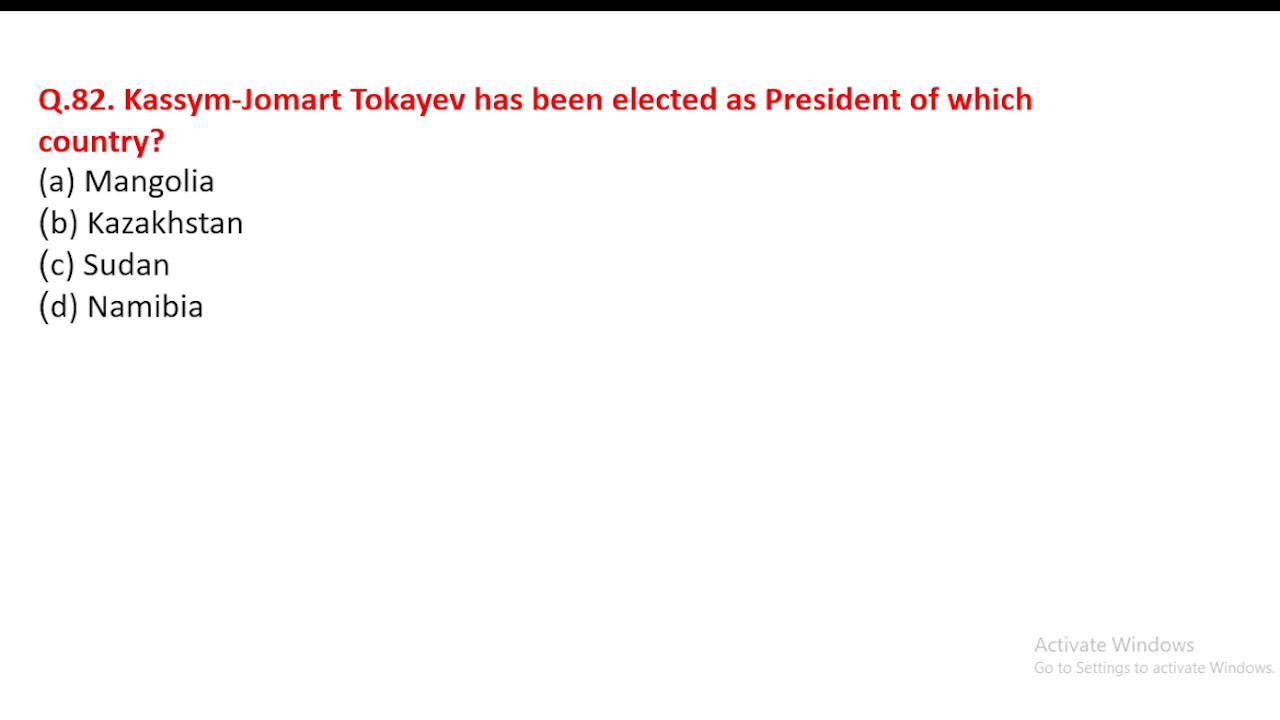 Q.82. Kassym-Jomart Tokayev has been elected as President of which
country?
(a) Mangolia
(b) Kazakhstan
(c) Sudan
(d) Namibia
Activate Windows
Go to Settings to activate Windows.